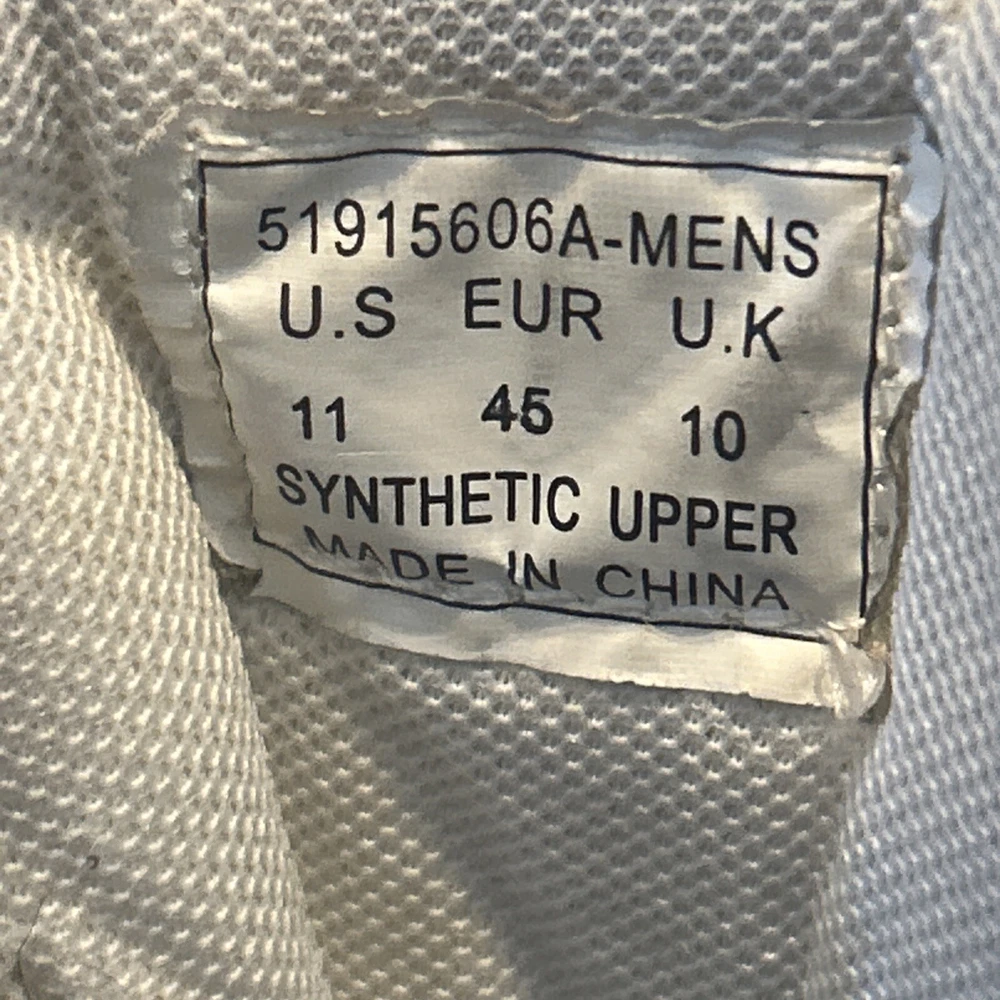 51915606A-MENS
U.S EUR U.K
11 45 10
SYNTHETIC UPPER
MADE IN CHINA